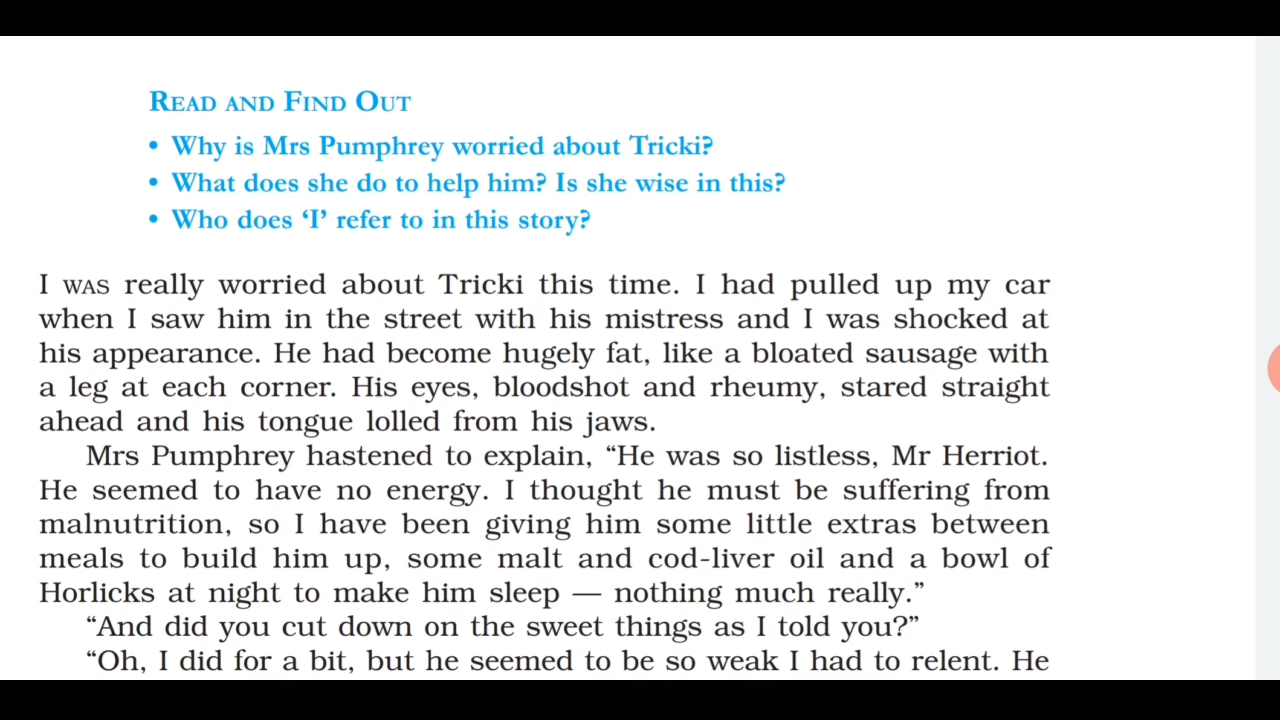 READ AND FIND OUT
• Why is Mrs Pumphrey worried about Tricki?
• What does she do to help him? Is she wise in this?
• Who does ‘I’ refer to in this story?
I WAS really worried about Tricki this time. I had pulled up my car
when I saw him in the street with his mistress and I was shocked at
his appearance. He had become hugely fat, like a bloated sausage with
a leg at each corner. His eyes, bloodshot and rheumy, stared straight
ahead and his tongue lolled from his jaws.
Mrs Pumphrey hastened to explain, “He was so listless, Mr Herriot.
He seemed to have no energy. I thought he must be suffering from
malnutrition, so I have been giving him some little extras between
meals to build him up, some malt and cod-liver oil and a bowl of
Horlicks at night to make him sleep — nothing much really.”
“And did you cut down on the sweet things as I told you?”
“Oh, I did for a bit, but he seemed to be so weak I had to relent. He